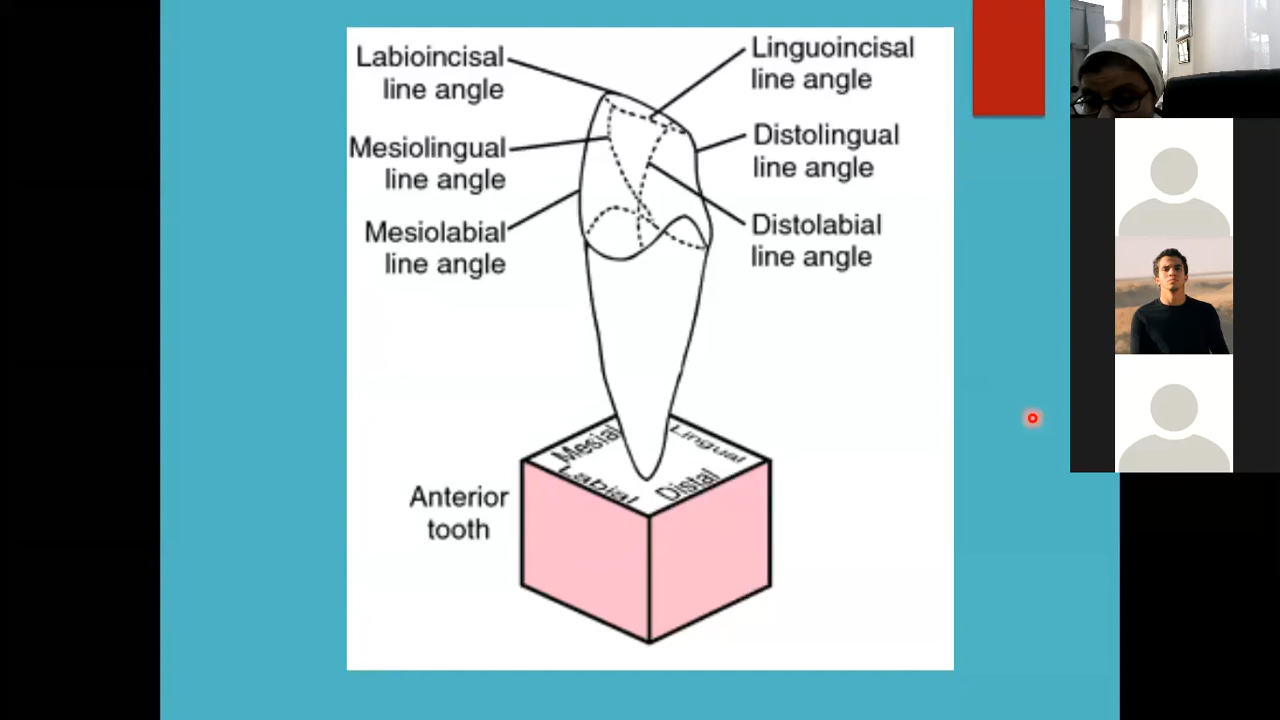 Labioincisal
line angle
Linguoincisal
line angle
Mesiolingual
line angle
Distolingual
line angle
Mesiolabial
line angle
Distolabial
line angle
Mesial
Lingual
Labial
Distal
Anterior
tooth